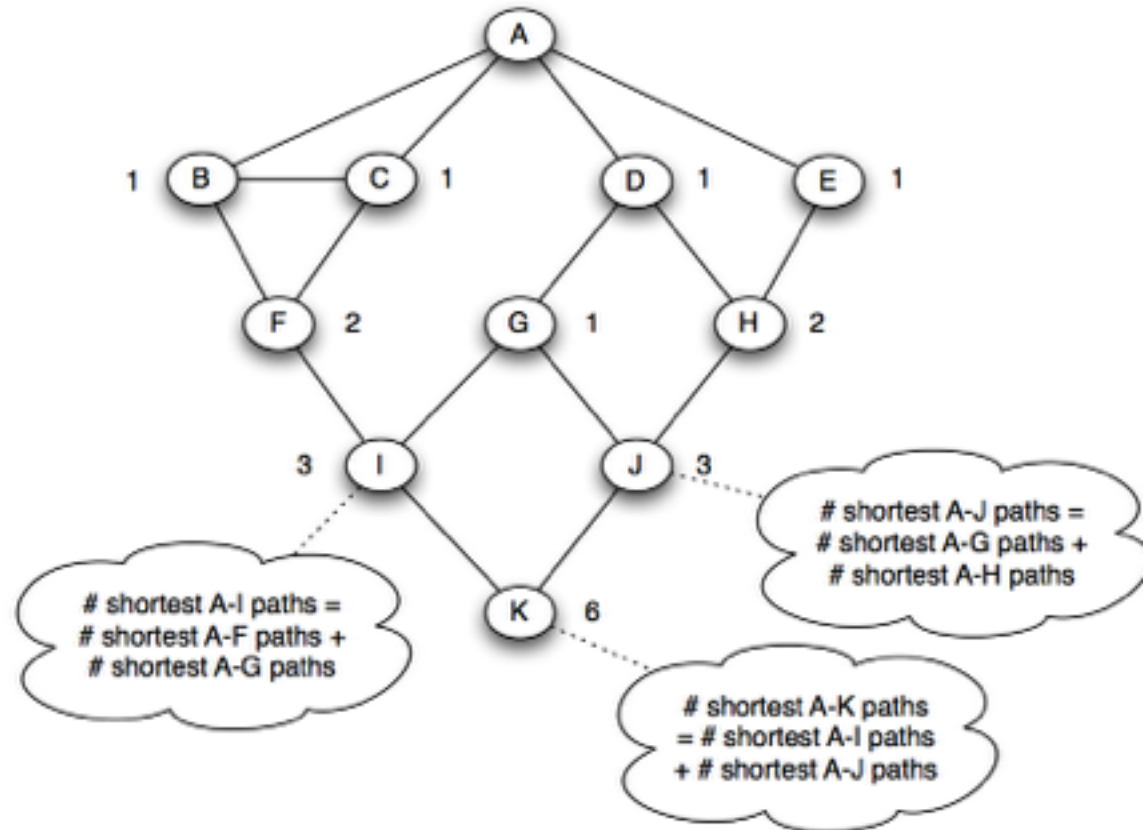 A
1 B C 1 D 1 E 1
F 2 G 1 H 2
3 I J 3
# shortest A-J paths =
# shortest A-G paths +
# shortest A-H paths
# shortest A-I paths =
# shortest A-F paths +
# shortest A-G paths
K 6
# shortest A-K paths
= # shortest A-I paths
+ # shortest A-J paths